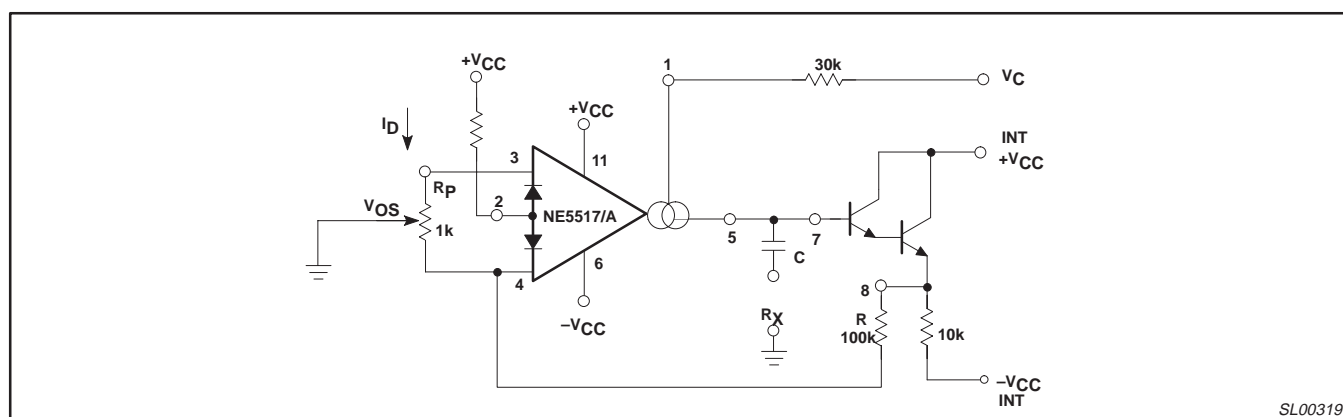 1
30k
VC
+VCC
ID
+VCC
INT
+VCC
3
11
RP
VOS
2
NE5517/A
1k
5
7
C
4
6
8
–VCC
RX
R
100k
10k
–VCC
INT
SL00319